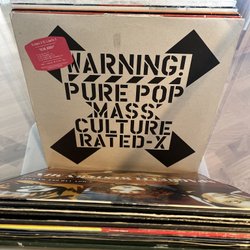 WARNING!
PURE POP
MASS
CULTURE
RATED-X